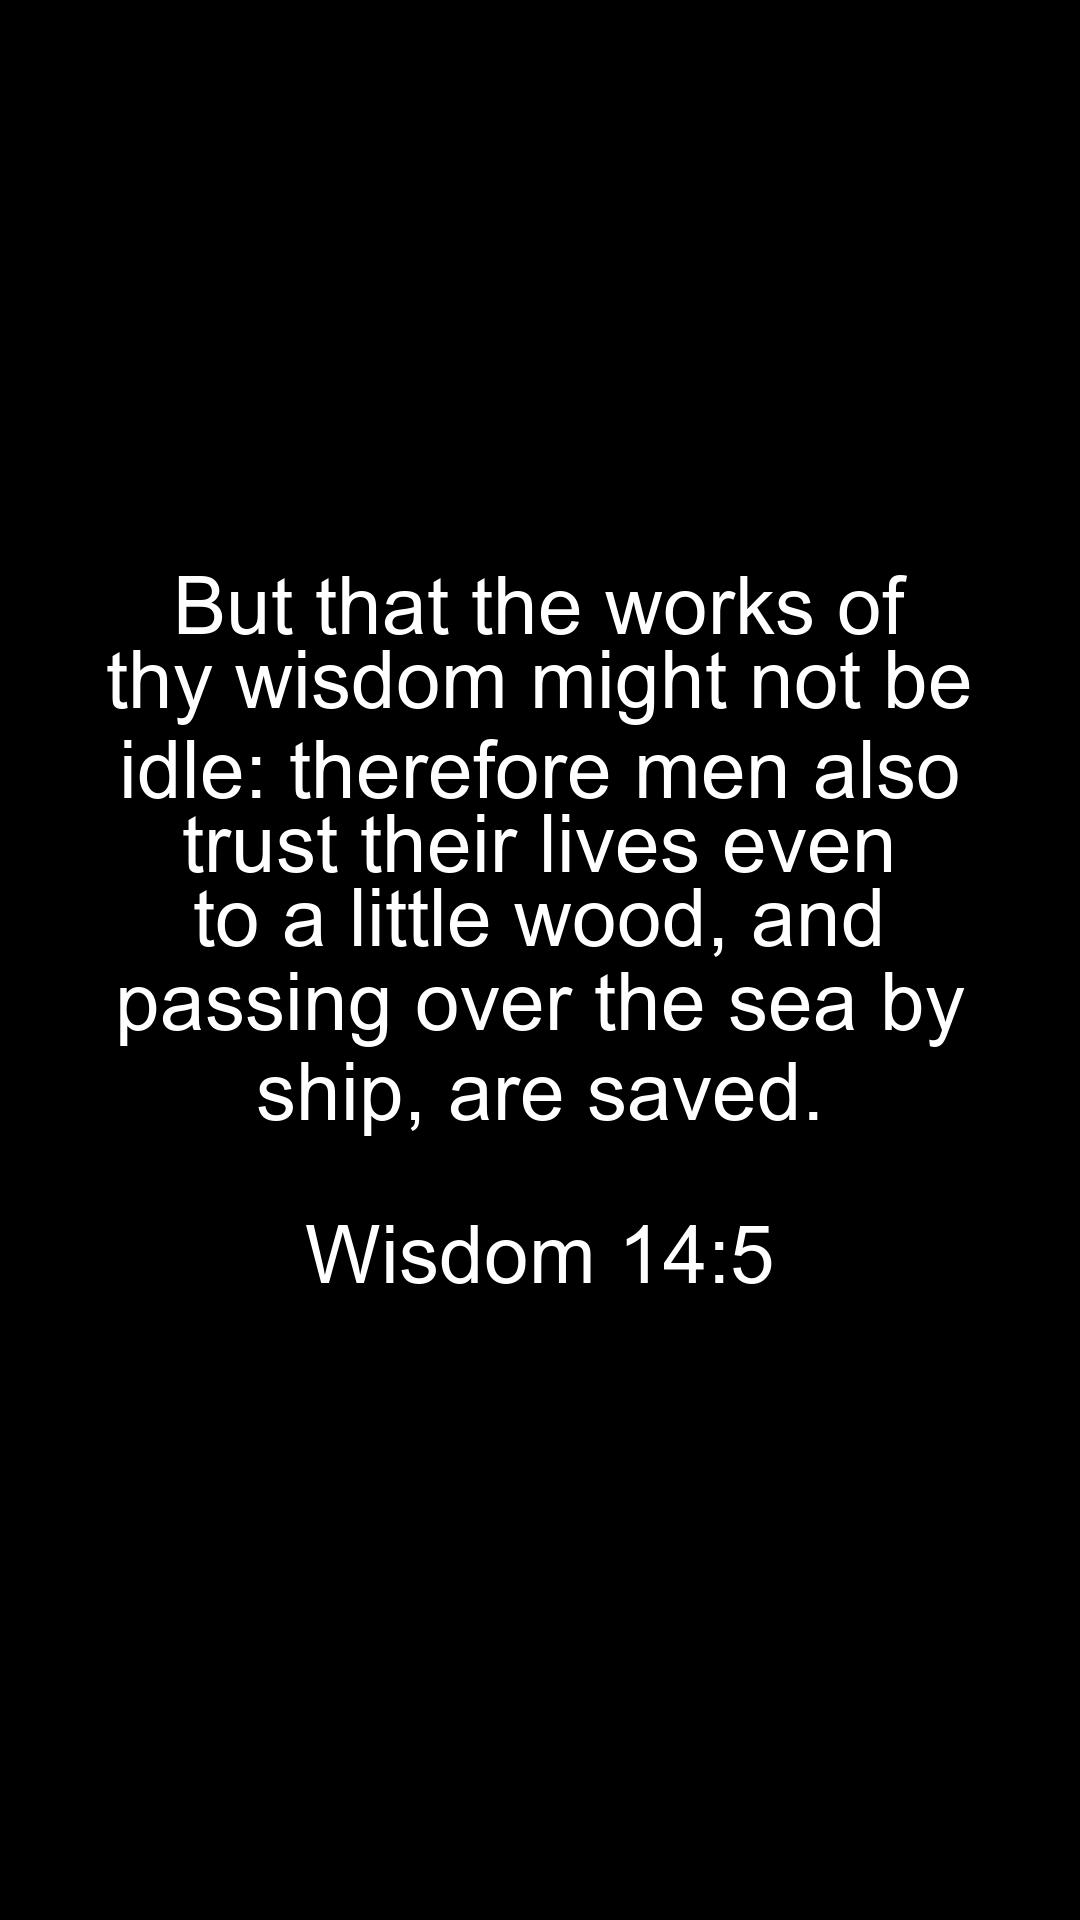 But that the works of
thy wisdom might not be
idle: therefore men also
trust their lives even
to a little wood, and
passing over the sea by
ship, are saved.
Wisdom 14:5